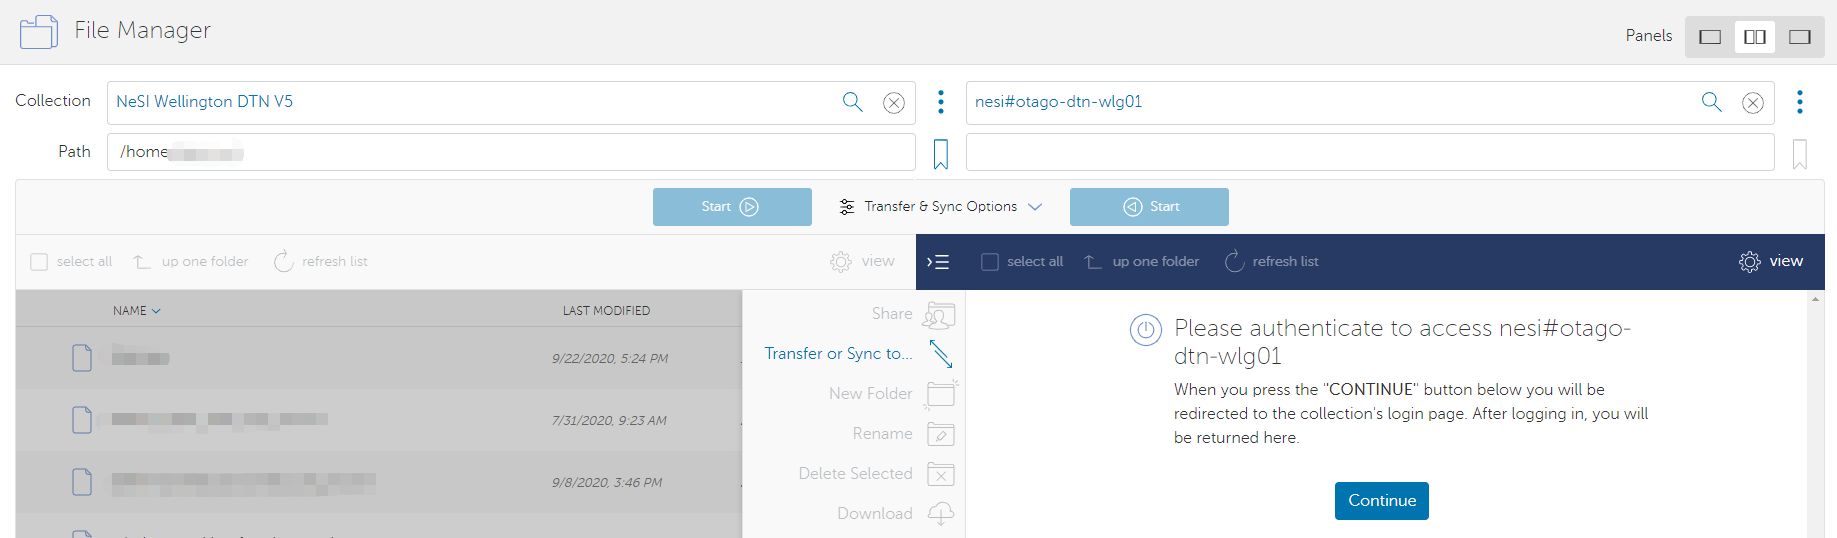 File Manager
Panels
Collection
NeSI Wellington DTN V5
nesi#otago-dtn-wlg01
Path
/home
Start
Transfer & Sync Options
Start
select all
up one folder
refresh list
view
select all
up one folder
refresh list
view
NAME
LAST MODIFIED
9/22/2020, 5:24 PM
7/31/2020, 9:23 AM
9/8/2020, 3:46 PM
Share
Transfer or Sync to...
New Folder
Rename
Delete Selected
Download
Please authenticate to access nesi#otago-
dtn-wlg01
When you press the "CONTINUE" button below you will be
redirected to the collection's login page. After logging in, you will
be returned here.
Continue